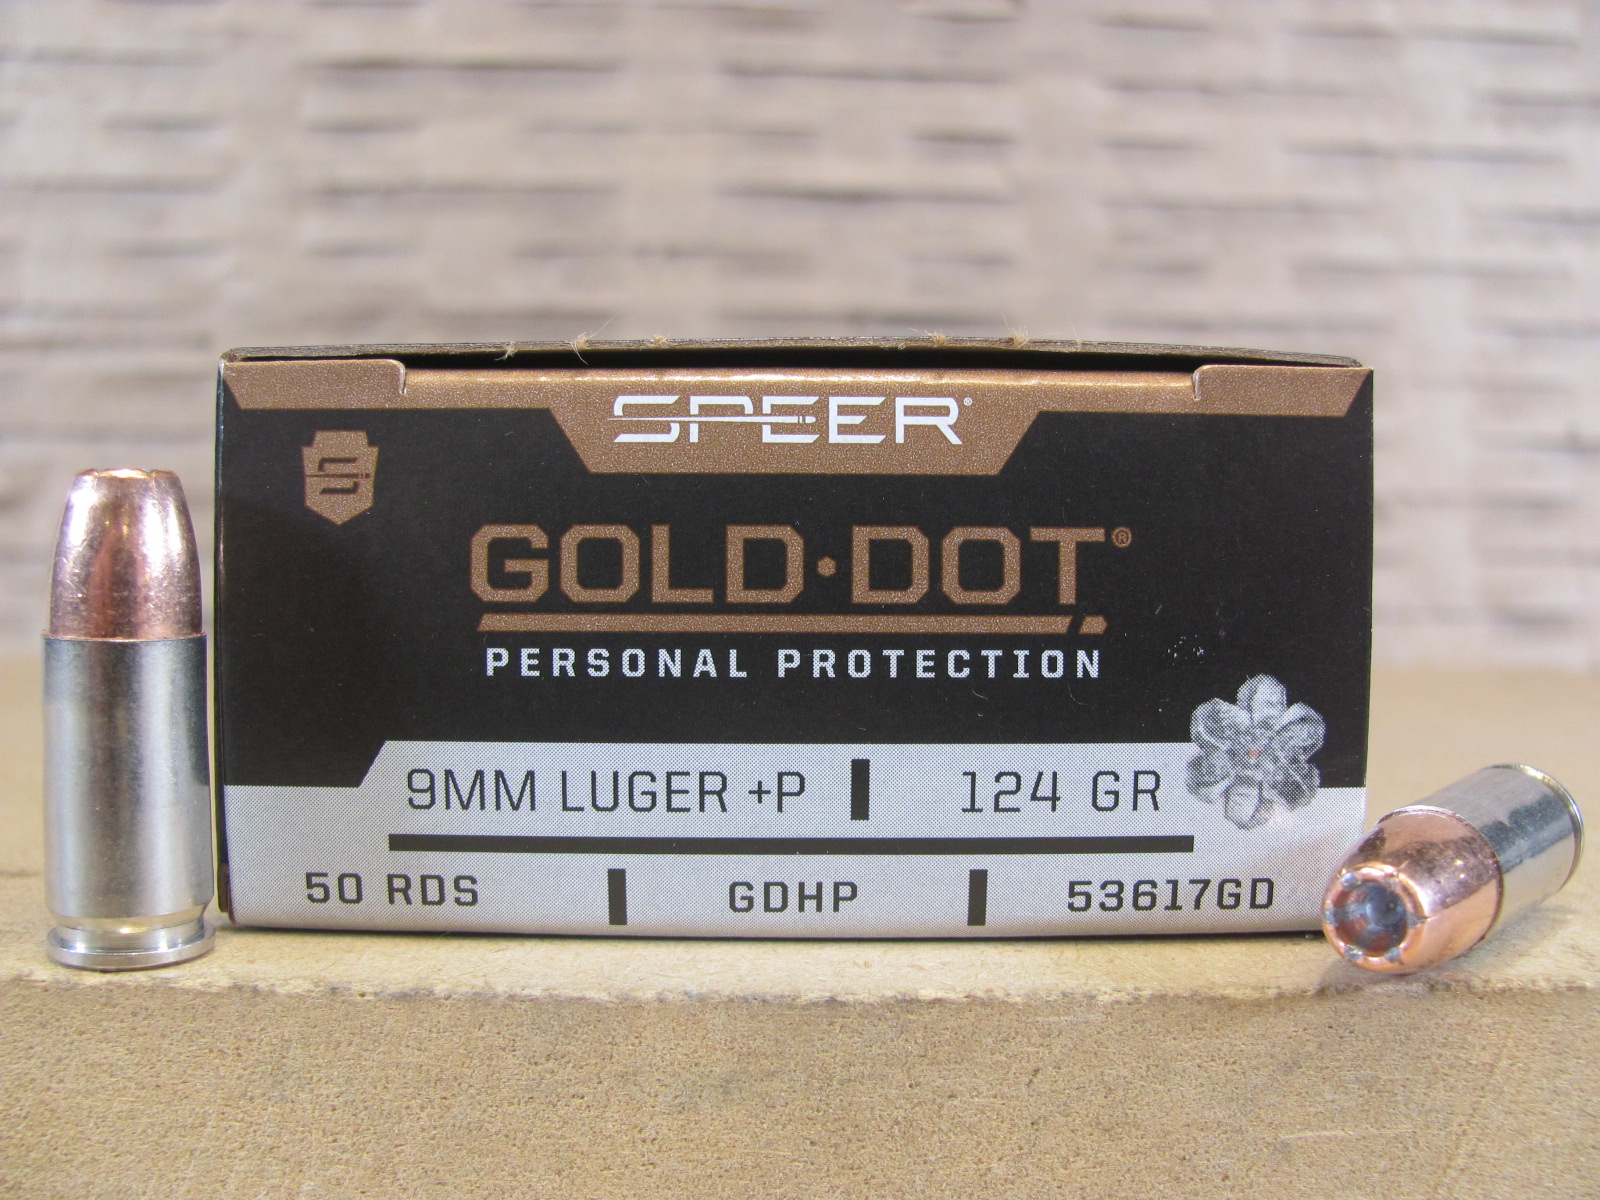 SPEER®
GOLD·DOT®
PERSONAL PROTECTION
9MM LUGER +P 124 GR
50 RDS GDHP 53617GD